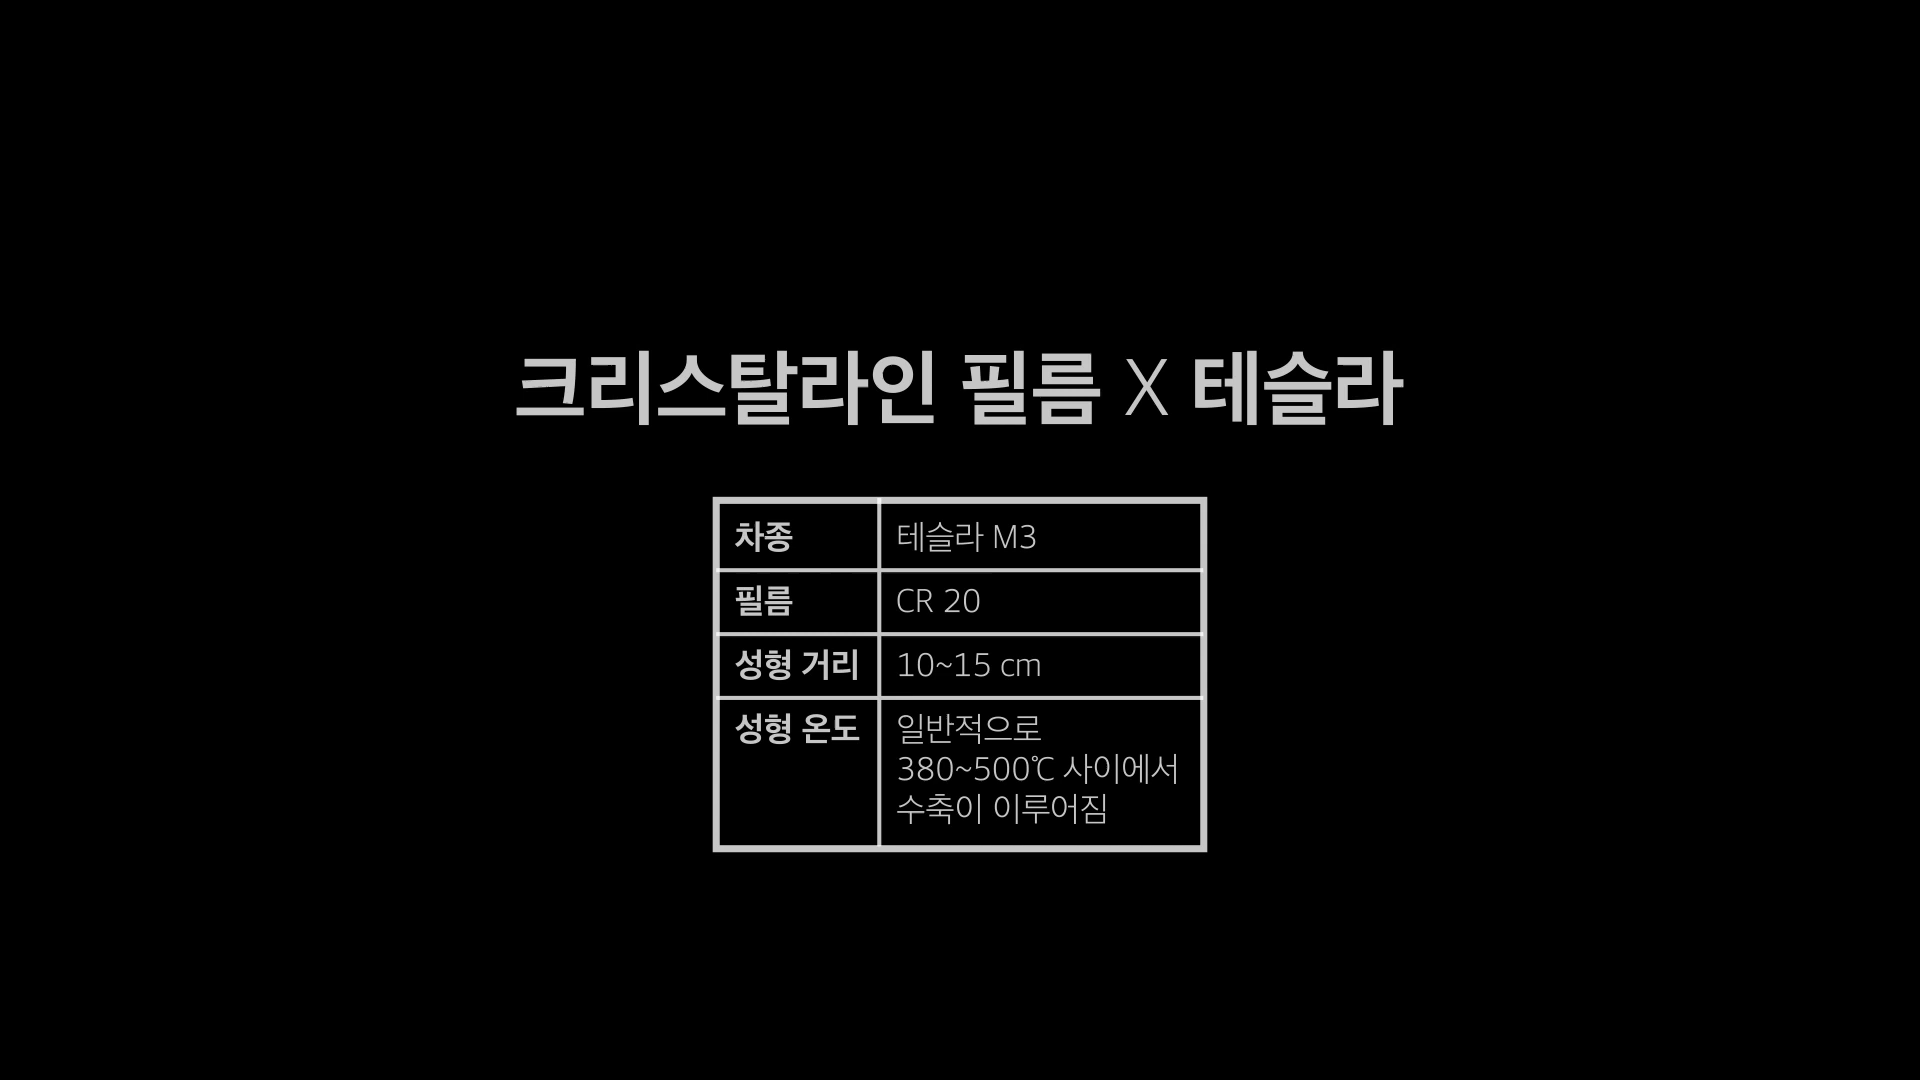 크리스탈라인 필름 X 테슬라
차종 테슬라 M3
필름 CR 20
성형 거리 10~15 cm
성형 온도 일반적으로
380~500℃ 사이에서
수축이 이루어짐